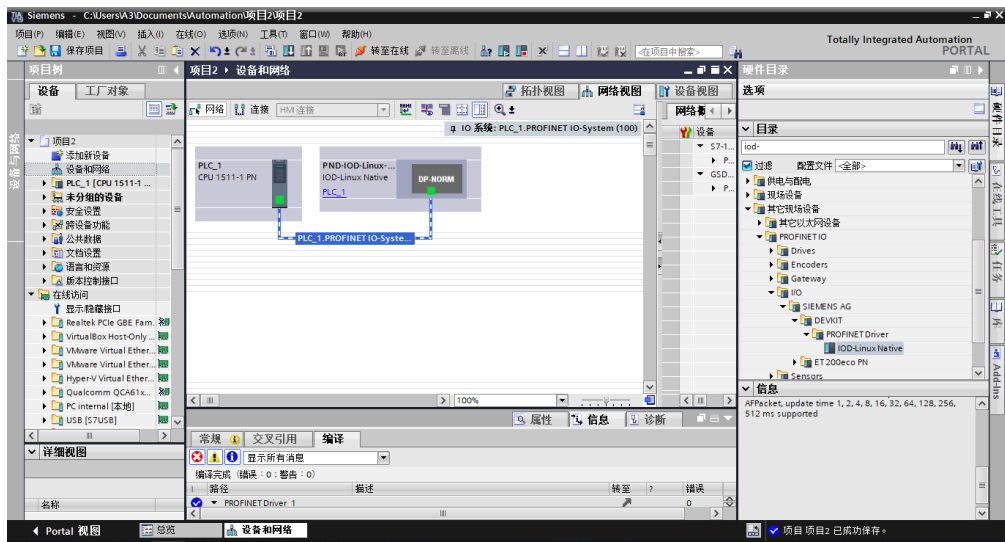 Siemens - C:\Users\A3\Documents\Automation\项目2\项目2
项目(P) 编辑(E) 视图(V) 插入(I) 在线(O) 选项(N) 工具(T) 窗口(W) 帮助(H)
Totally Integrated Automation
PORTAL
保存项目 转至在线 转至离线 <在项目中搜索>
项目树
设备 工厂对象
项目2
添加新设备
设备和网络
PLC_1 [CPU 1511-1 ...
未分组的设备
安全设置
跨设备功能
公共数据
文档设置
语言和资源
版本控制接口
在线访问
显示/隐藏接口
Realtek PCIe GBE Fam...
VirtualBox Host-Only ...
VMware Virtual Ether...
VMware Virtual Ether...
Hyper-V Virtual Ether...
Qualcomm QCA61x...
PC internal [本地]
USB [S7USB]
详细视图
名称
设备与网络
项目2 ▸ 设备和网络
拓扑视图 网络视图 设备视图
网络 连接 HMI 连接
IO 系统: PLC_1.PROFINET IO-System (100)
PLC_1
CPU 1511-1 PN
PND-IOD-Linux-...
IOD-Linux Native
PLC_1
DP-NORM
PLC_1.PROFINET IO-Syste...
100%
设备
S7-1...
P...
GSD...
P...
属性 信息 诊断
常规 交叉引用 编译
显示所有消息
编译完成（错误：0；警告：0）
! 路径 描述 转至 ? 错误
PROFINET Driver_1 0
硬件目录
选项
目录
iod-
过滤 配置文件 <全部>
供电与配电
现场设备
其它现场设备
其它以太网设备
PROFINET IO
Drives
Encoders
Gateway
I/O
SIEMENS AG
DEVKIT
PROFINET Driver
IOD-Linux Native
ET 200eco PN
Sensors
信息
AFPacket, update time 1, 2, 4, 8, 16, 32, 64, 128, 256,
512 ms supported
硬件目录
在线工具
任务
库
Add-Ins
Portal 视图 总览 设备和网络
项目 项目2 已成功保存。